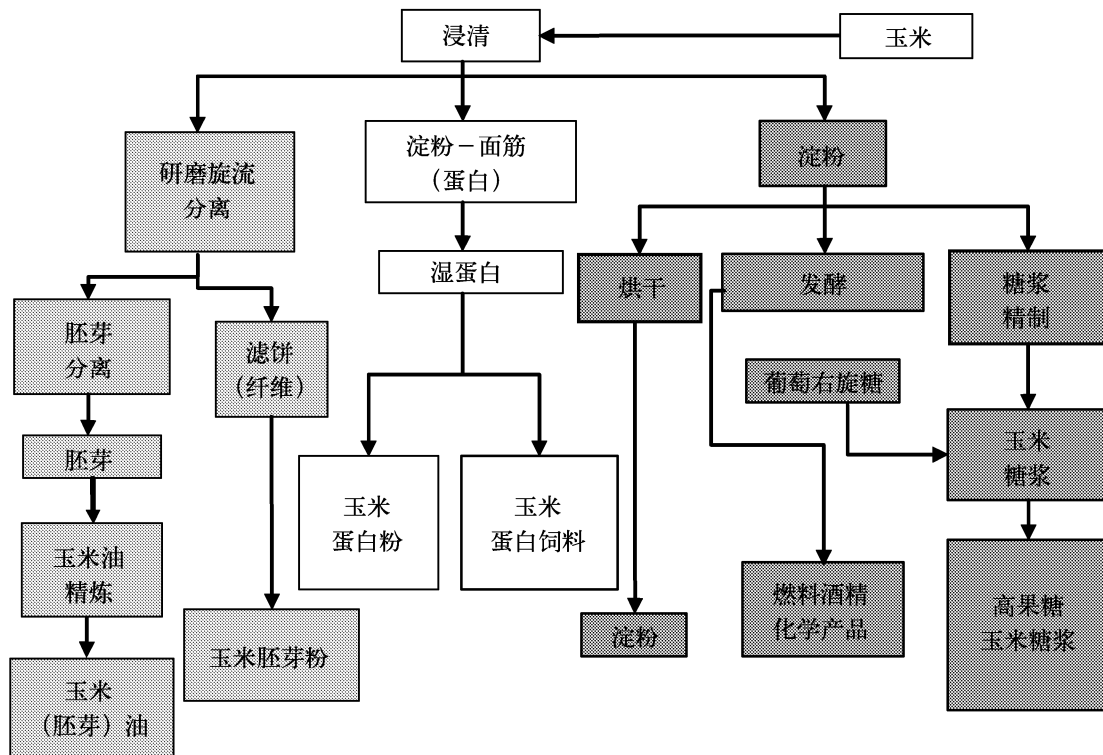 浸清
玉米
研磨旋流
分离
淀粉－面筋
（蛋白）
淀粉
湿蛋白
烘干
发酵
糖浆
精制
胚芽
分离
滤饼
（纤维）
葡萄右旋糖
胚芽
玉米
糖浆
玉米
蛋白粉
玉米
蛋白饲料
玉米油
精炼
燃料酒精
化学产品
高果糖
玉米糖浆
淀粉
玉米胚芽粉
玉米
（胚芽）油